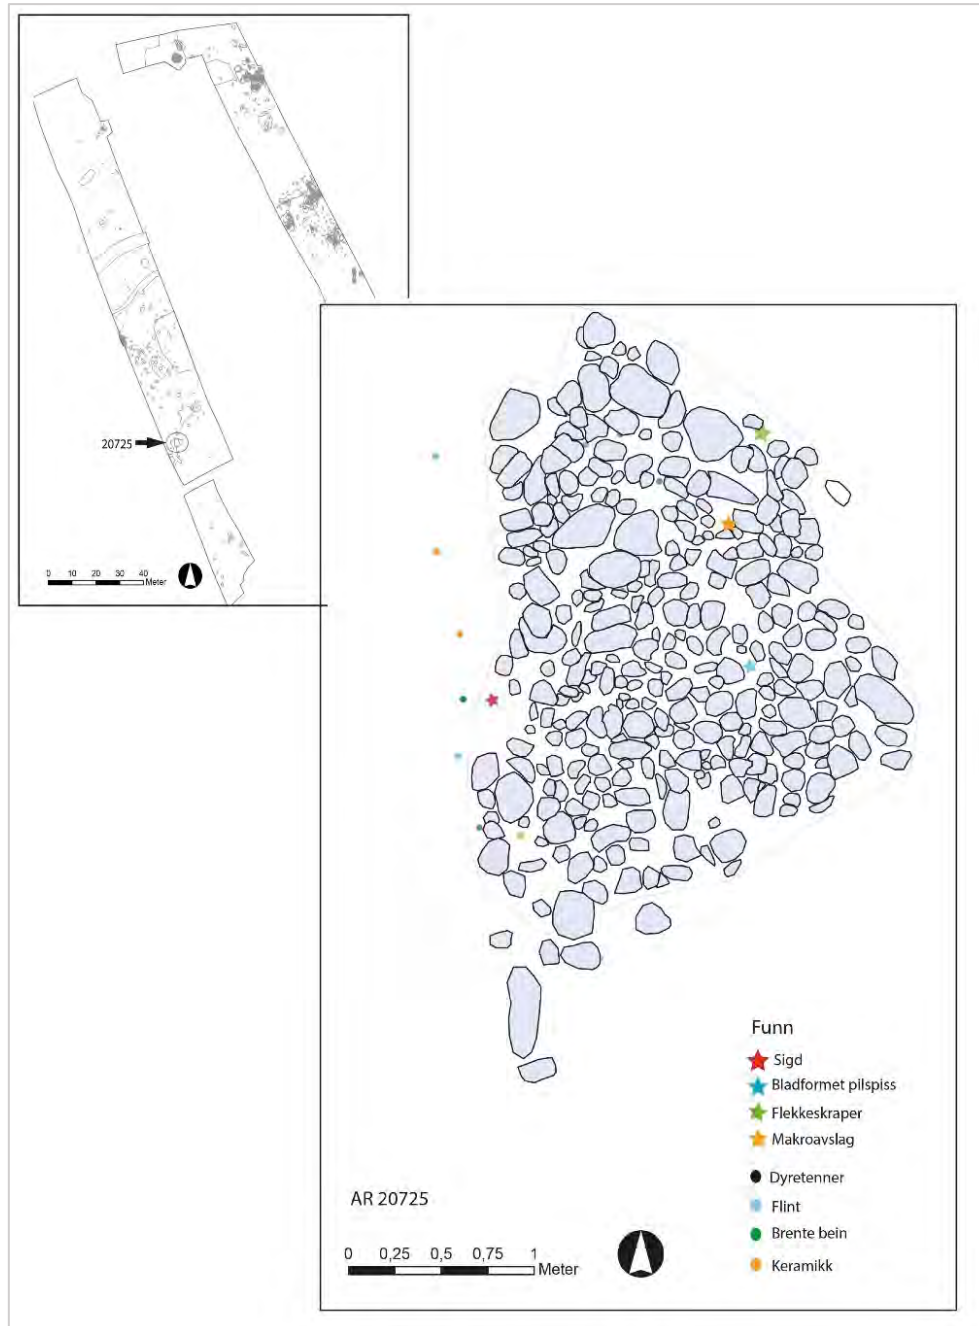 20725
0 10 20 30 40
Meter
Funn
Sigd
Bladformet pilspiss
Flekkeskraper
Makroavslag
Dyretenner
Flint
Brente bein
Keramikk
AR 20725
0 0,25 0,5 0,75 1
Meter